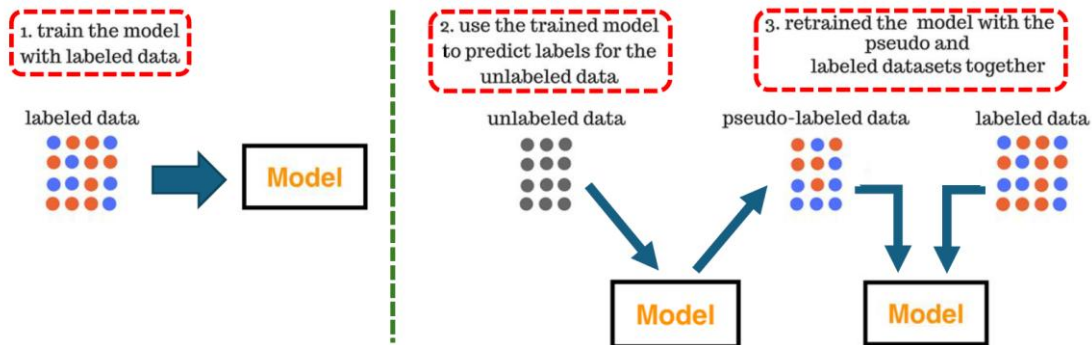 1. train the model
with labeled data
labeled data
Model
2. use the trained model
to predict labels for the
unlabeled data
unlabeled data
Model
3. retrained the model with the
pseudo and
labeled datasets together
pseudo-labeled data
labeled data
Model